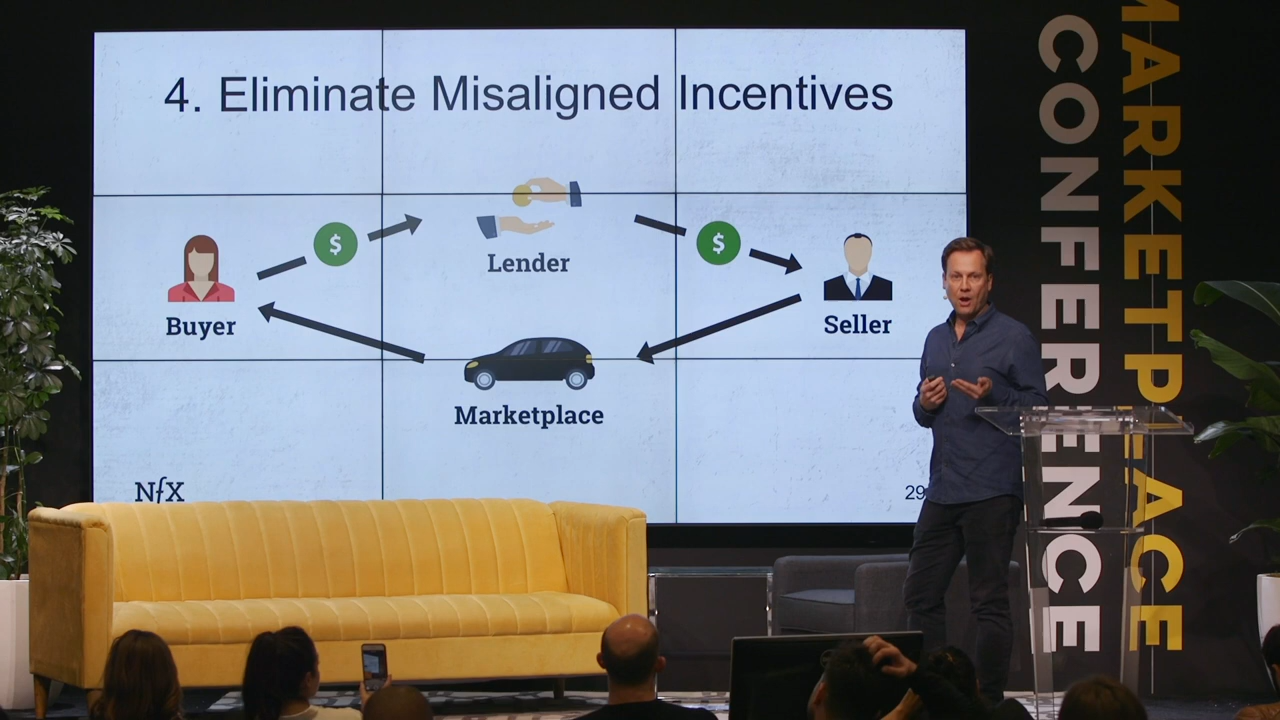 4. Eliminate Misaligned Incentives
$
$
Lender
Buyer
Seller
Marketplace
NfX
29
MARKETPLACE
CONFERENCE